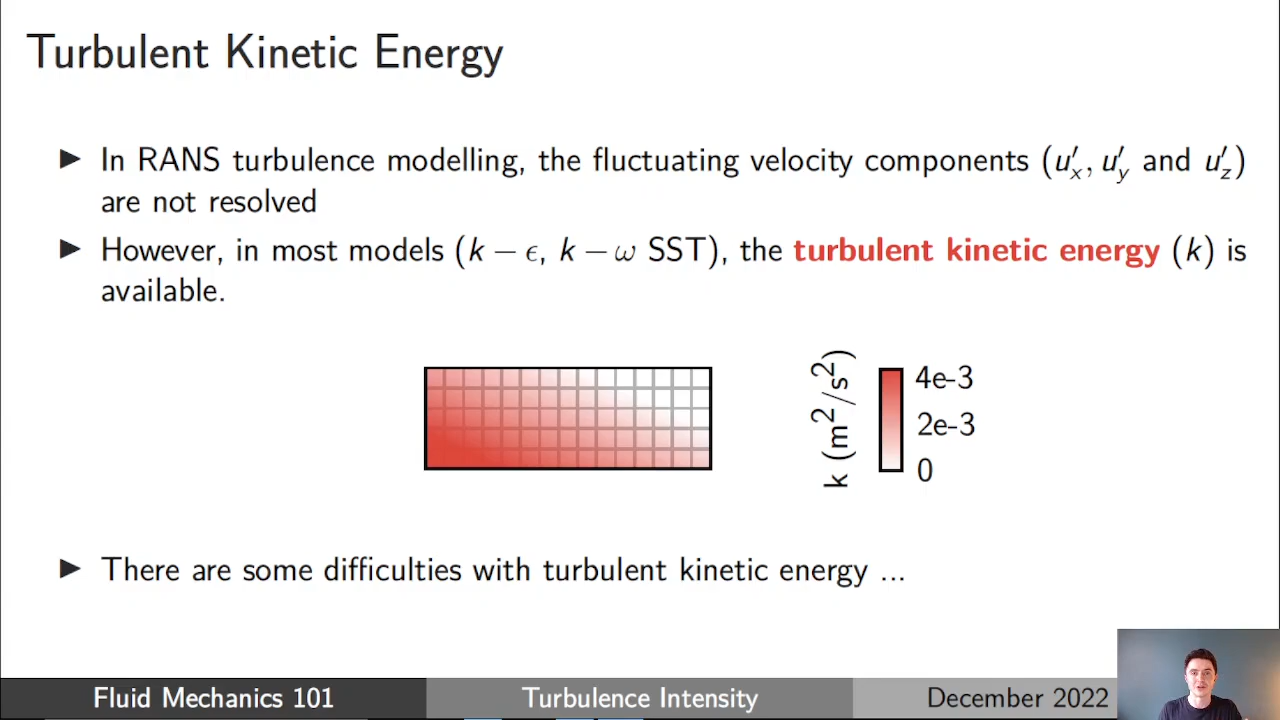 Turbulent Kinetic Energy
▶ In RANS turbulence modelling, the fluctuating velocity components (u′ₓ, u′ᵧ and u′_z)
are not resolved
▶ However, in most models (k − ϵ, k − ω SST), the turbulent kinetic energy (k) is
available.
k (m²/s²)
4e-3
2e-3
0
▶ There are some difficulties with turbulent kinetic energy ...
Fluid Mechanics 101
Turbulence Intensity
December 2022